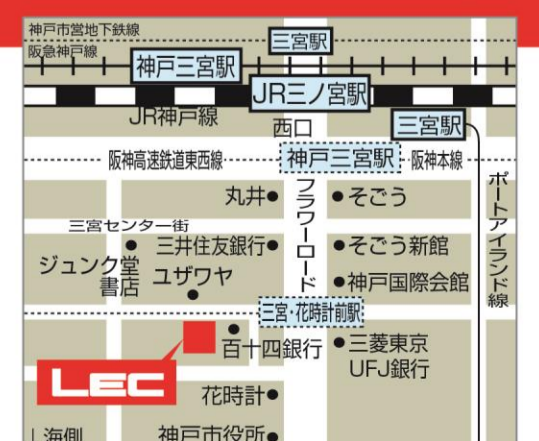 神戸市営地下鉄線
三宮駅
阪急神戸線
神戸三宮駅
JR三ノ宮駅
JR神戸線
西口
三宮駅
阪神高速鉄道東西線
神戸三宮駅
阪神本線
ポートアイランド線
フラワーロード
丸井
そごう
三宮センター街
三井住友銀行
そごう新館
ジュンク堂
書店
ユザワヤ
神戸国際会館
三宮・花時計前駅
百十四銀行
三菱東京
UFJ銀行
LEC
花時計
海側
神戸市役所